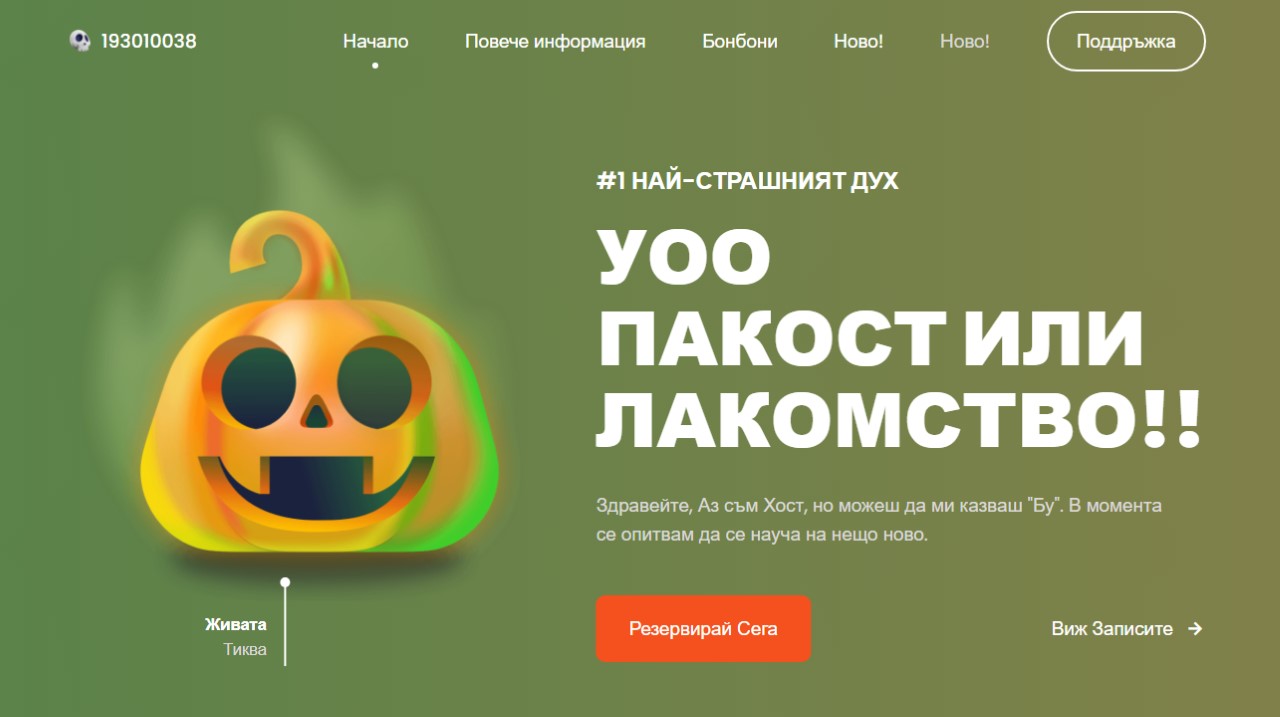 193010038
Начало
Повече информация
Бонбони
Ново!
Ново!
Поддръжка
#1 НАЙ-СТРАШНИЯТ ДУХ
УОО
ПАКОСТ ИЛИ
ЛАКОМСТВО!!
Здравейте, Аз съм Хост, но можеш да ми казваш "Бу". В момента
се опитвам да се науча на нещо ново.
Резервирай Сега
Виж Записите
Живата
Тиква